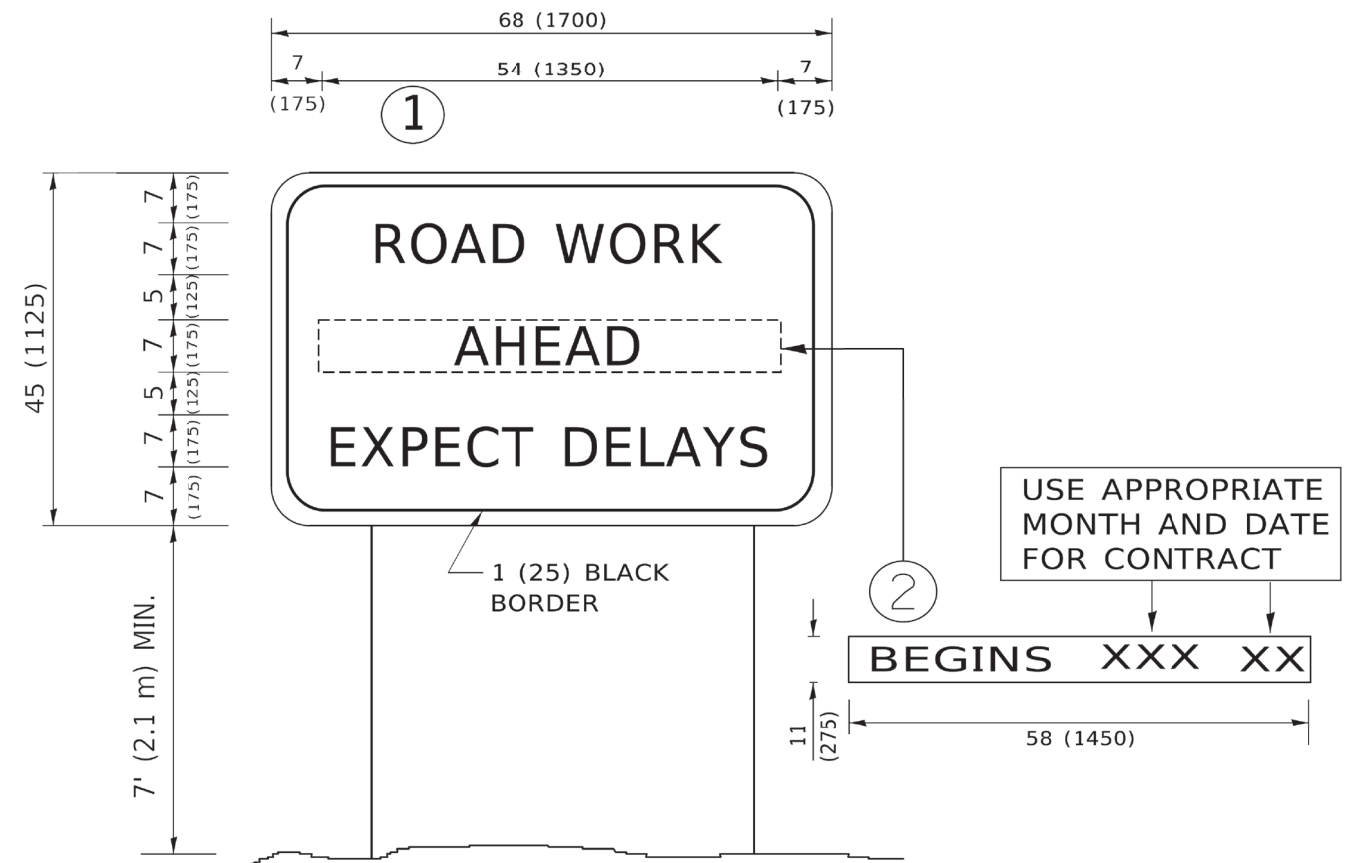 68 (1700)
7 54 (1350) 7
(175) (175)
1
45 (1125)
7 (175)
7 (175)
5 (125)
7 (175)
5 (125)
7 (175)
7 (175)
ROAD WORK
AHEAD
EXPECT DELAYS
1 (25) BLACK
BORDER
7' (2.1 m) MIN.
USE APPROPRIATE
MONTH AND DATE
FOR CONTRACT
2
BEGINS XXX XX
11
(275)
58 (1450)